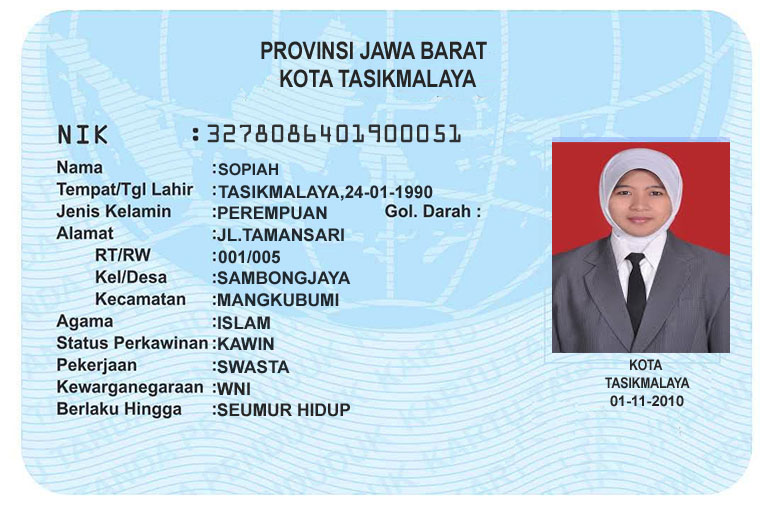 PROVINSI JAWA BARAT
KOTA TASIKMALAYA
NIK :3278086401900051
Nama :SOPIAH
Tempat/Tgl Lahir :TASIKMALAYA,24-01-1990
Jenis Kelamin :PEREMPUAN Gol. Darah :
Alamat :JL.TAMANSARI
RT/RW :001/005
Kel/Desa :SAMBONGJAYA
Kecamatan :MANGKUBUMI
Agama :ISLAM
Status Perkawinan :KAWIN
Pekerjaan :SWASTA
Kewarganegaraan :WNI
Berlaku Hingga :SEUMUR HIDUP
KOTA
TASIKMALAYA
01-11-2010